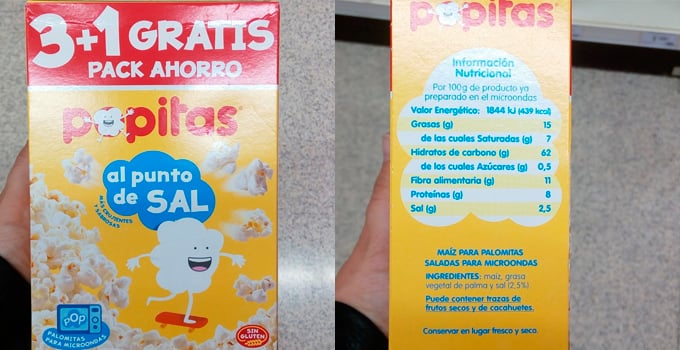 3+1 GRATIS
PACK AHORRO
popitas
al punto
de SAL
MÁS CRUJIENTES
Y SABROSAS
POP
PALOMITAS
PARA MICROONDAS
SIN
GLUTEN
popitas
Información
Nutricional
Por 100g de producto ya
preparado en el microondas
Valor Energético: 1844 kJ (439 kcal)
Grasas (g) 15
de las cuales Saturadas (g) 7
Hidratos de carbono (g) 62
de los cuales Azúcares (g) 0,5
Fibra alimentaria (g) 11
Proteínas (g) 8
Sal (g) 2,5
MAÍZ PARA PALOMITAS
SALADAS PARA MICROONDAS
INGREDIENTES: maíz, grasa
vegetal de palma y sal (2,5%).
Puede contener trazas de
frutos secos y de cacahuetes.
Conservar en lugar fresco y seco.